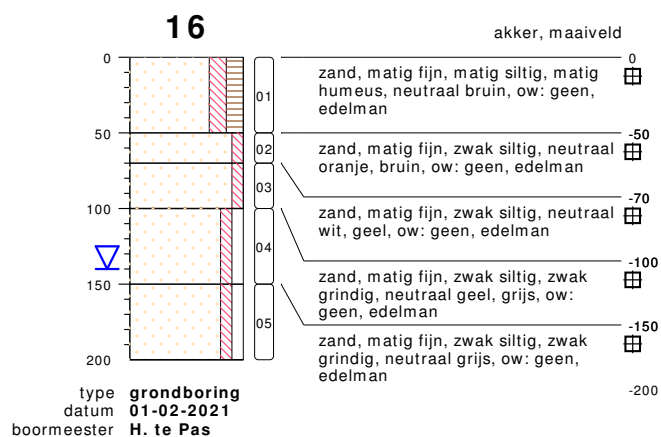 16
akker, maaiveld
0
50
100
150
200
01
02
03
04
05
0
zand, matig fijn, matig siltig, matig
humeus, neutraal bruin, ow: geen,
edelman
-50
zand, matig fijn, zwak siltig, neutraal
oranje, bruin, ow: geen, edelman
-70
zand, matig fijn, zwak siltig, neutraal
wit, geel, ow: geen, edelman
-100
zand, matig fijn, zwak siltig, zwak
grindig, neutraal geel, grijs, ow:
geen, edelman
-150
zand, matig fijn, zwak siltig, zwak
grindig, neutraal grijs, ow: geen,
edelman
-200
type grondboring
datum 01-02-2021
boormeester H. te Pas